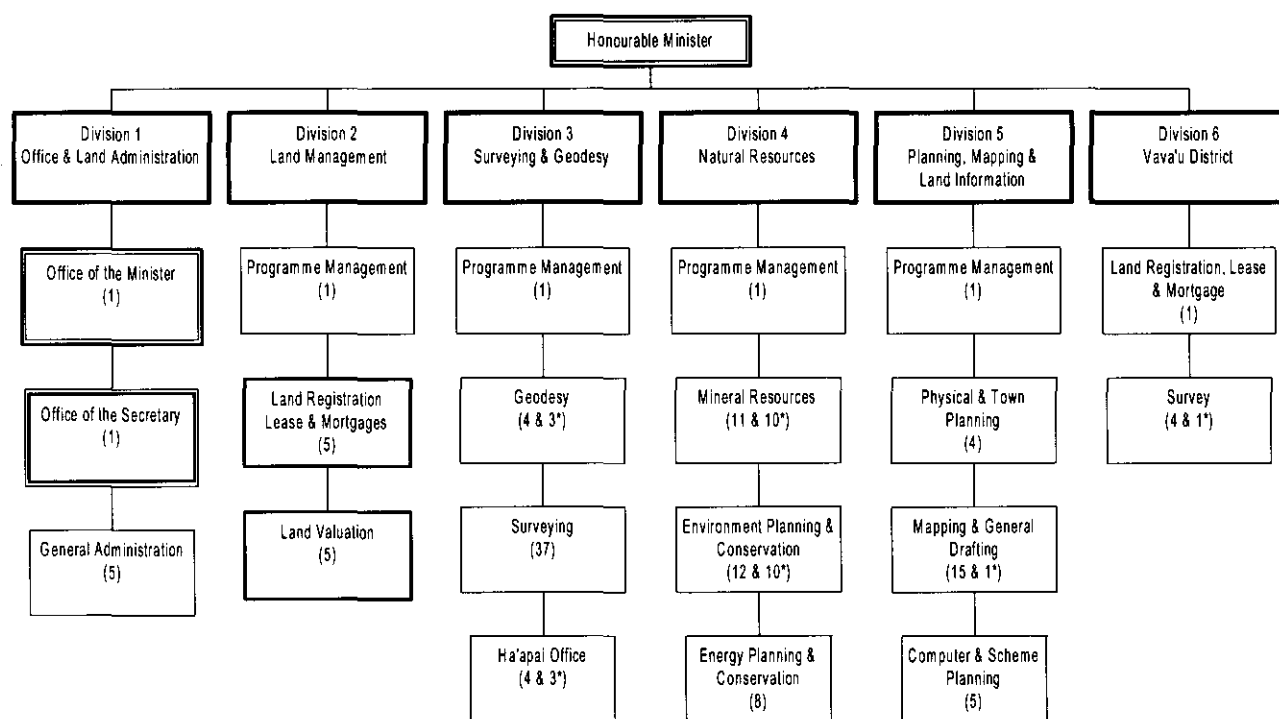 Honourable Minister
Division 1
Office & Land Administration
Division 2
Land Management
Division 3
Surveying & Geodesy
Division 4
Natural Resources
Division 5
Planning, Mapping &
Land Information
Division 6
Vava'u District
Office of the Minister
(1)
Programme Management
(1)
Programme Management
(1)
Programme Management
(1)
Programme Management
(1)
Land Registration, Lease
& Mortgage
(1)
Office of the Secretary
(1)
Land Registration
Lease & Mortgages
(5)
Geodesy
(4 & 3*)
Mineral Resources
(11 & 10*)
Physical & Town
Planning
(4)
Survey
(4 & 1*)
General Administration
(5)
Land Valuation
(5)
Surveying
(37)
Environment Planning &
Conservation
(12 & 10*)
Mapping & General
Drafting
(15 & 1*)
Ha'apai Office
(4 & 3*)
Energy Planning &
Conservation
(8)
Computer & Scheme
Planning
(5)